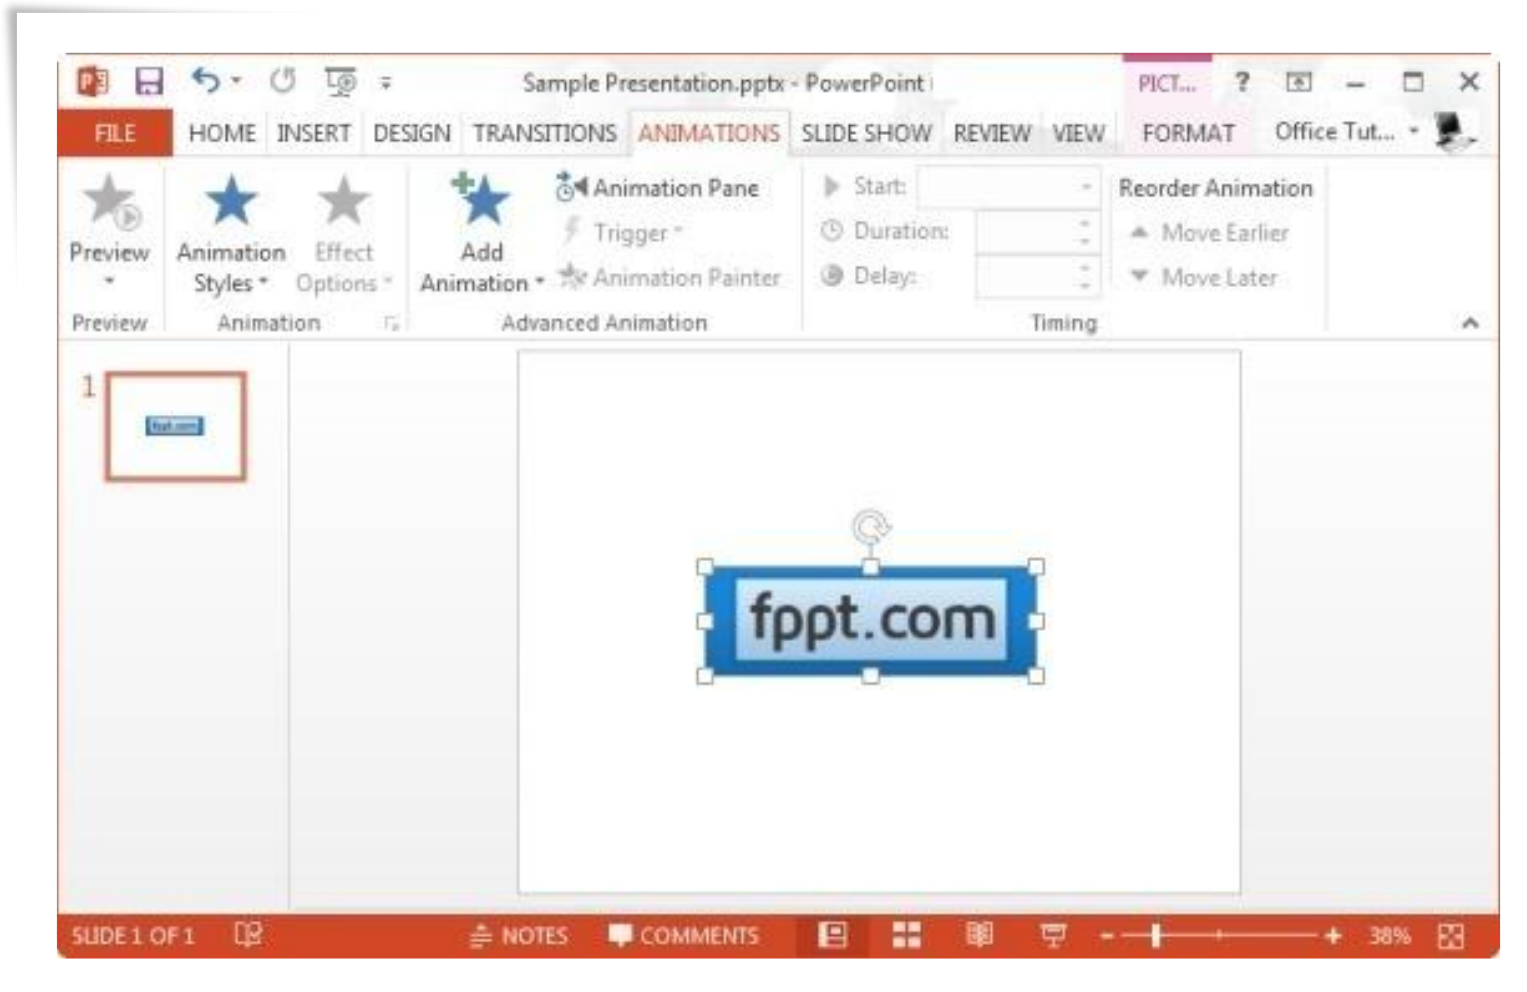 Sample Presentation.pptx - PowerPoint
PICT... ?
FILE HOME INSERT DESIGN TRANSITIONS ANIMATIONS SLIDE SHOW REVIEW VIEW FORMAT Office Tut...
Preview
Animation
Styles
Effect
Options
Add
Animation
Animation Pane
Trigger
Animation Painter
Start:
Duration:
Delay:
Reorder Animation
Move Earlier
Move Later
Preview Animation Advanced Animation Timing
1
fppt.com
fppt.com
SLIDE 1 OF 1 NOTES COMMENTS - + 38%